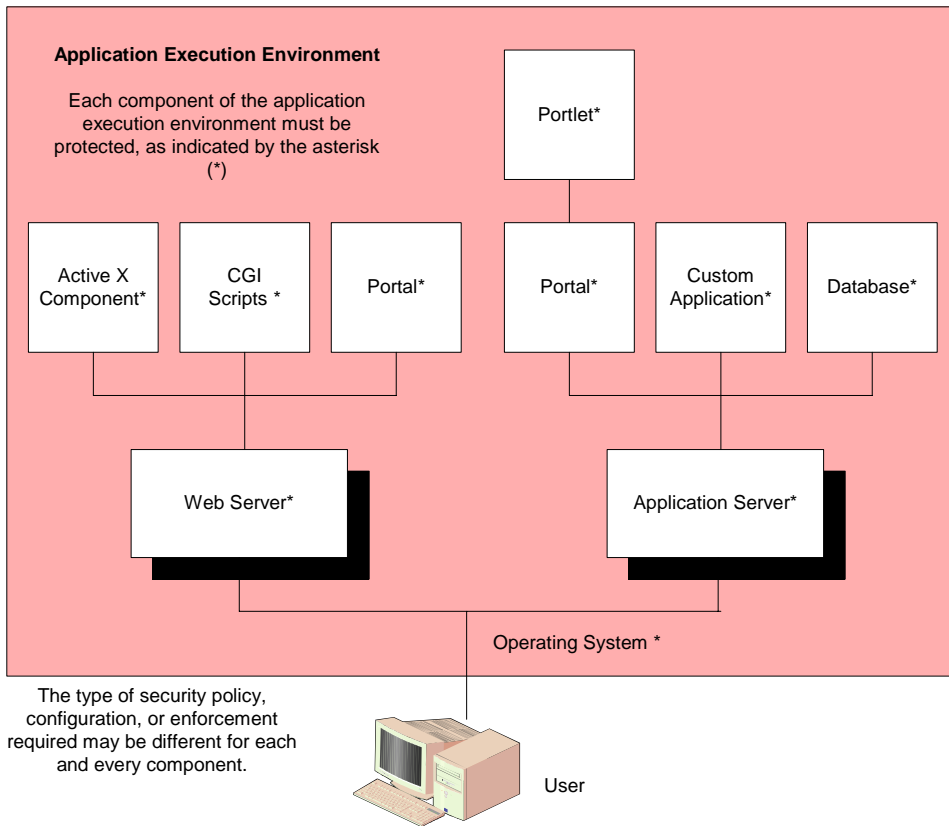 Application Execution Environment
Each component of the application
execution environment must be
protected, as indicated by the asterisk
(*)
Portlet*
Active X
Component*
CGI
Scripts *
Portal*
Portal*
Custom
Application*
Database*
Web Server*
Application Server*
Operating System *
The type of security policy,
configuration, or enforcement
required may be different for each
and every component.
User